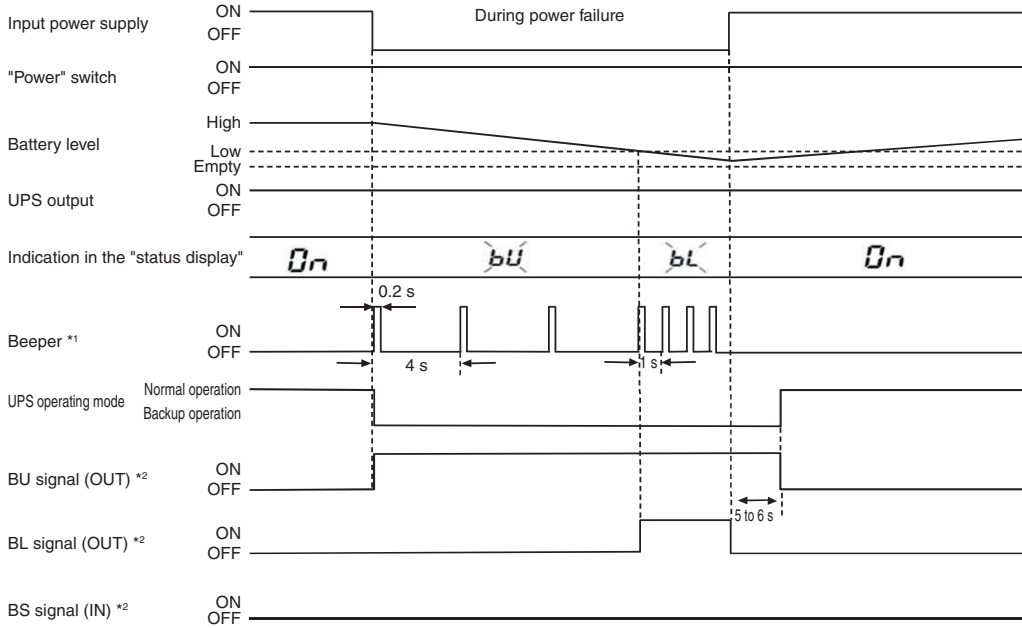 During power failure
Input power supply ON
OFF
"Power" switch ON
OFF
Battery level High
Low
Empty
UPS output ON
OFF
Indication in the "status display" On bU bL On
0.2 s
Beeper *1 ON
OFF
4 s 1 s
UPS operating mode Normal operation
Backup operation
BU signal (OUT) *2 ON
OFF
5 to 6 s
BL signal (OUT) *2 ON
OFF
BS signal (IN) *2 ON
OFF